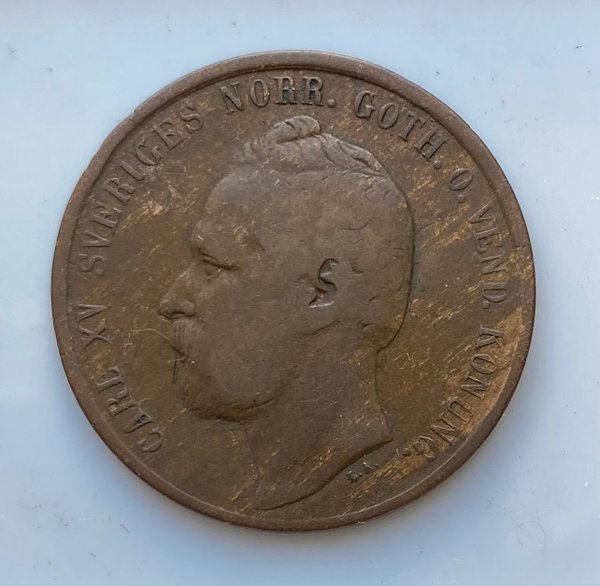 CARL XV SVERIGES NORR. GOTH. O. VEND. KONUNG.
L.A.